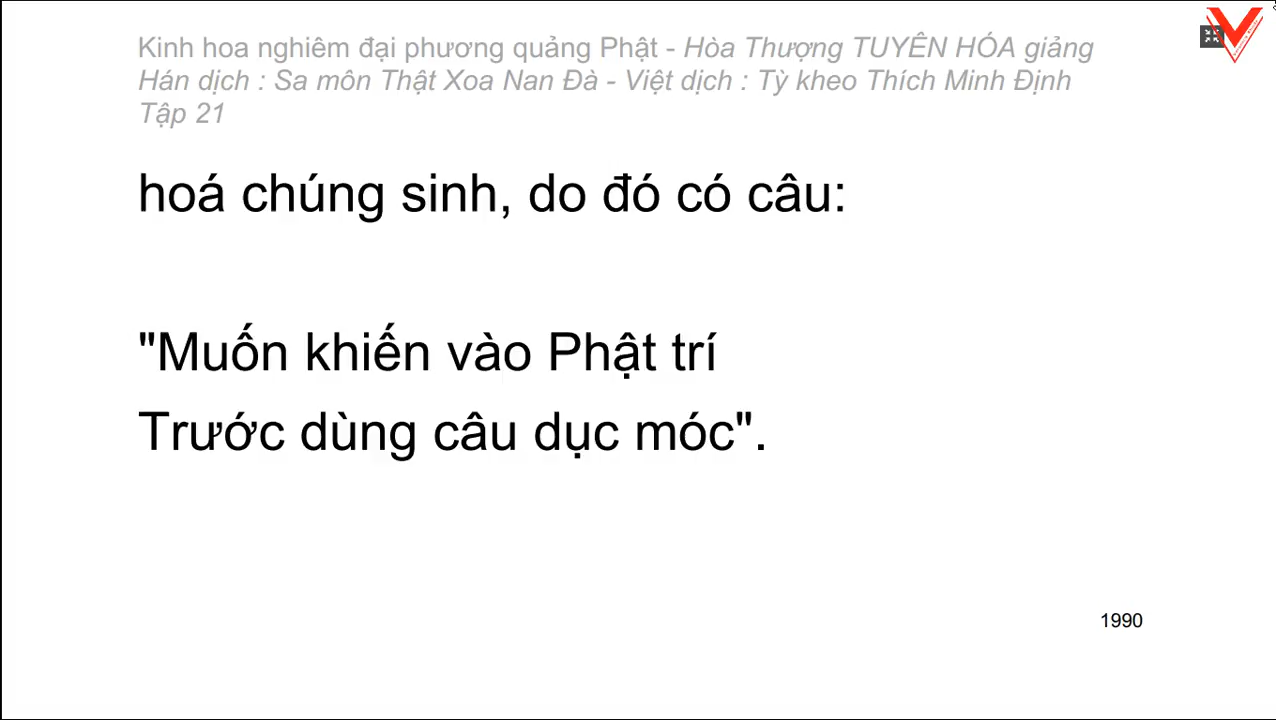 Kinh hoa nghiêm đại phương quảng Phật - Hòa Thượng TUYÊN HÓA giảng
Hán dịch : Sa môn Thật Xoa Nan Đà - Việt dịch : Tỳ kheo Thích Minh Định
Tập 21
hoá chúng sinh, do đó có câu:
"Muốn khiến vào Phật trí
Trước dùng câu dục móc".
1990